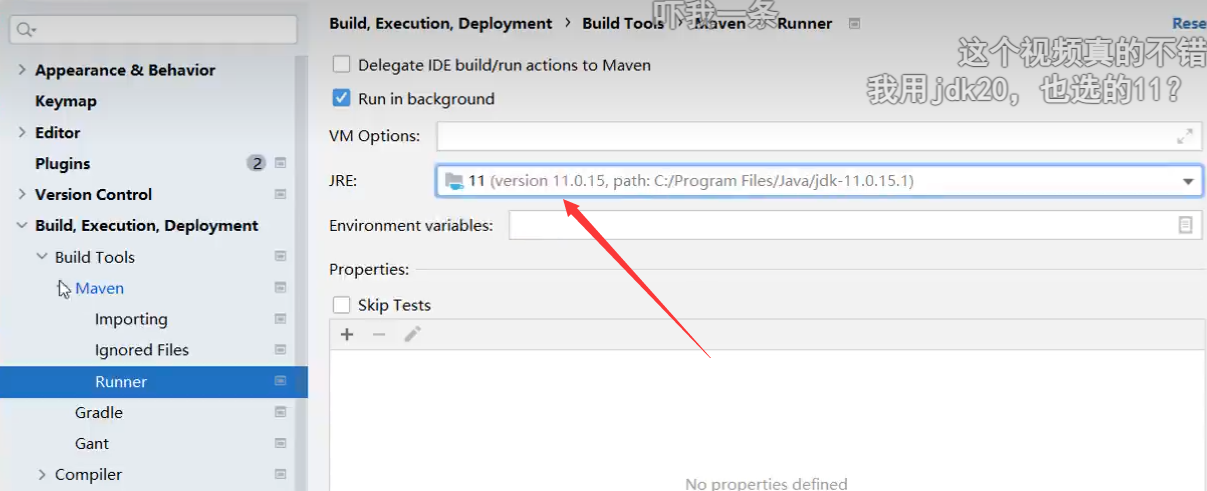 Build, Execution, Deployment › Build Tools › Maven › Runner
Rese
吓我一条
这个视频真的不错
我用jdk20，也选的11？
Appearance & Behavior
Keymap
Editor
Plugins 2
Version Control
Build, Execution, Deployment
Build Tools
Maven
Importing
Ignored Files
Runner
Gradle
Gant
Compiler
Delegate IDE build/run actions to Maven
Run in background
VM Options:
JRE: 11 (version 11.0.15, path: C:/Program Files/Java/jdk-11.0.15.1)
Environment variables:
Properties:
Skip Tests
No properties defined